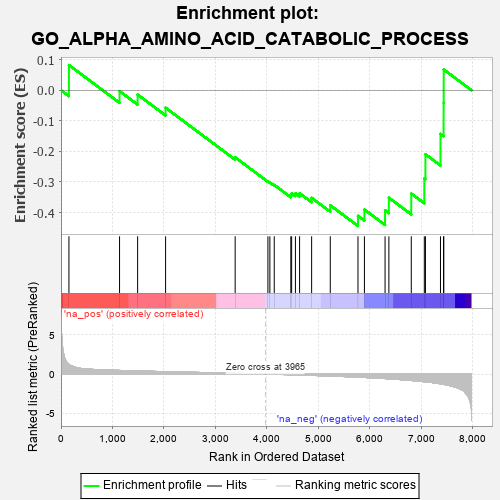 Enrichment plot:
GO_ALPHA_AMINO_ACID_CATABOLIC_PROCESS
Enrichment score (ES)
0.1
0.0
-0.1
-0.2
-0.3
-0.4
'na_pos' (positively correlated)
Ranked list metric (PreRanked)
5
0
-5
Zero cross at 3965
'na_neg' (negatively correlated)
0
1,000
2,000
3,000
4,000
5,000
6,000
7,000
8,000
Rank in Ordered Dataset
Enrichment profile
Hits
Ranking metric scores